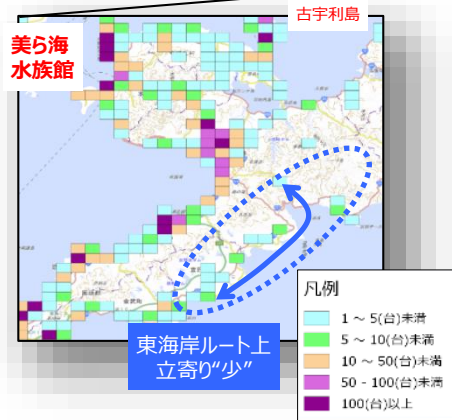 古宇利島
美ら海
水族館
東海岸ルート上
立寄り“少”
凡例
1 ~ 5(台)未満
5 ~ 10(台)未満
10 ~ 50(台)未満
50 - 100(台)未満
100(台)以上